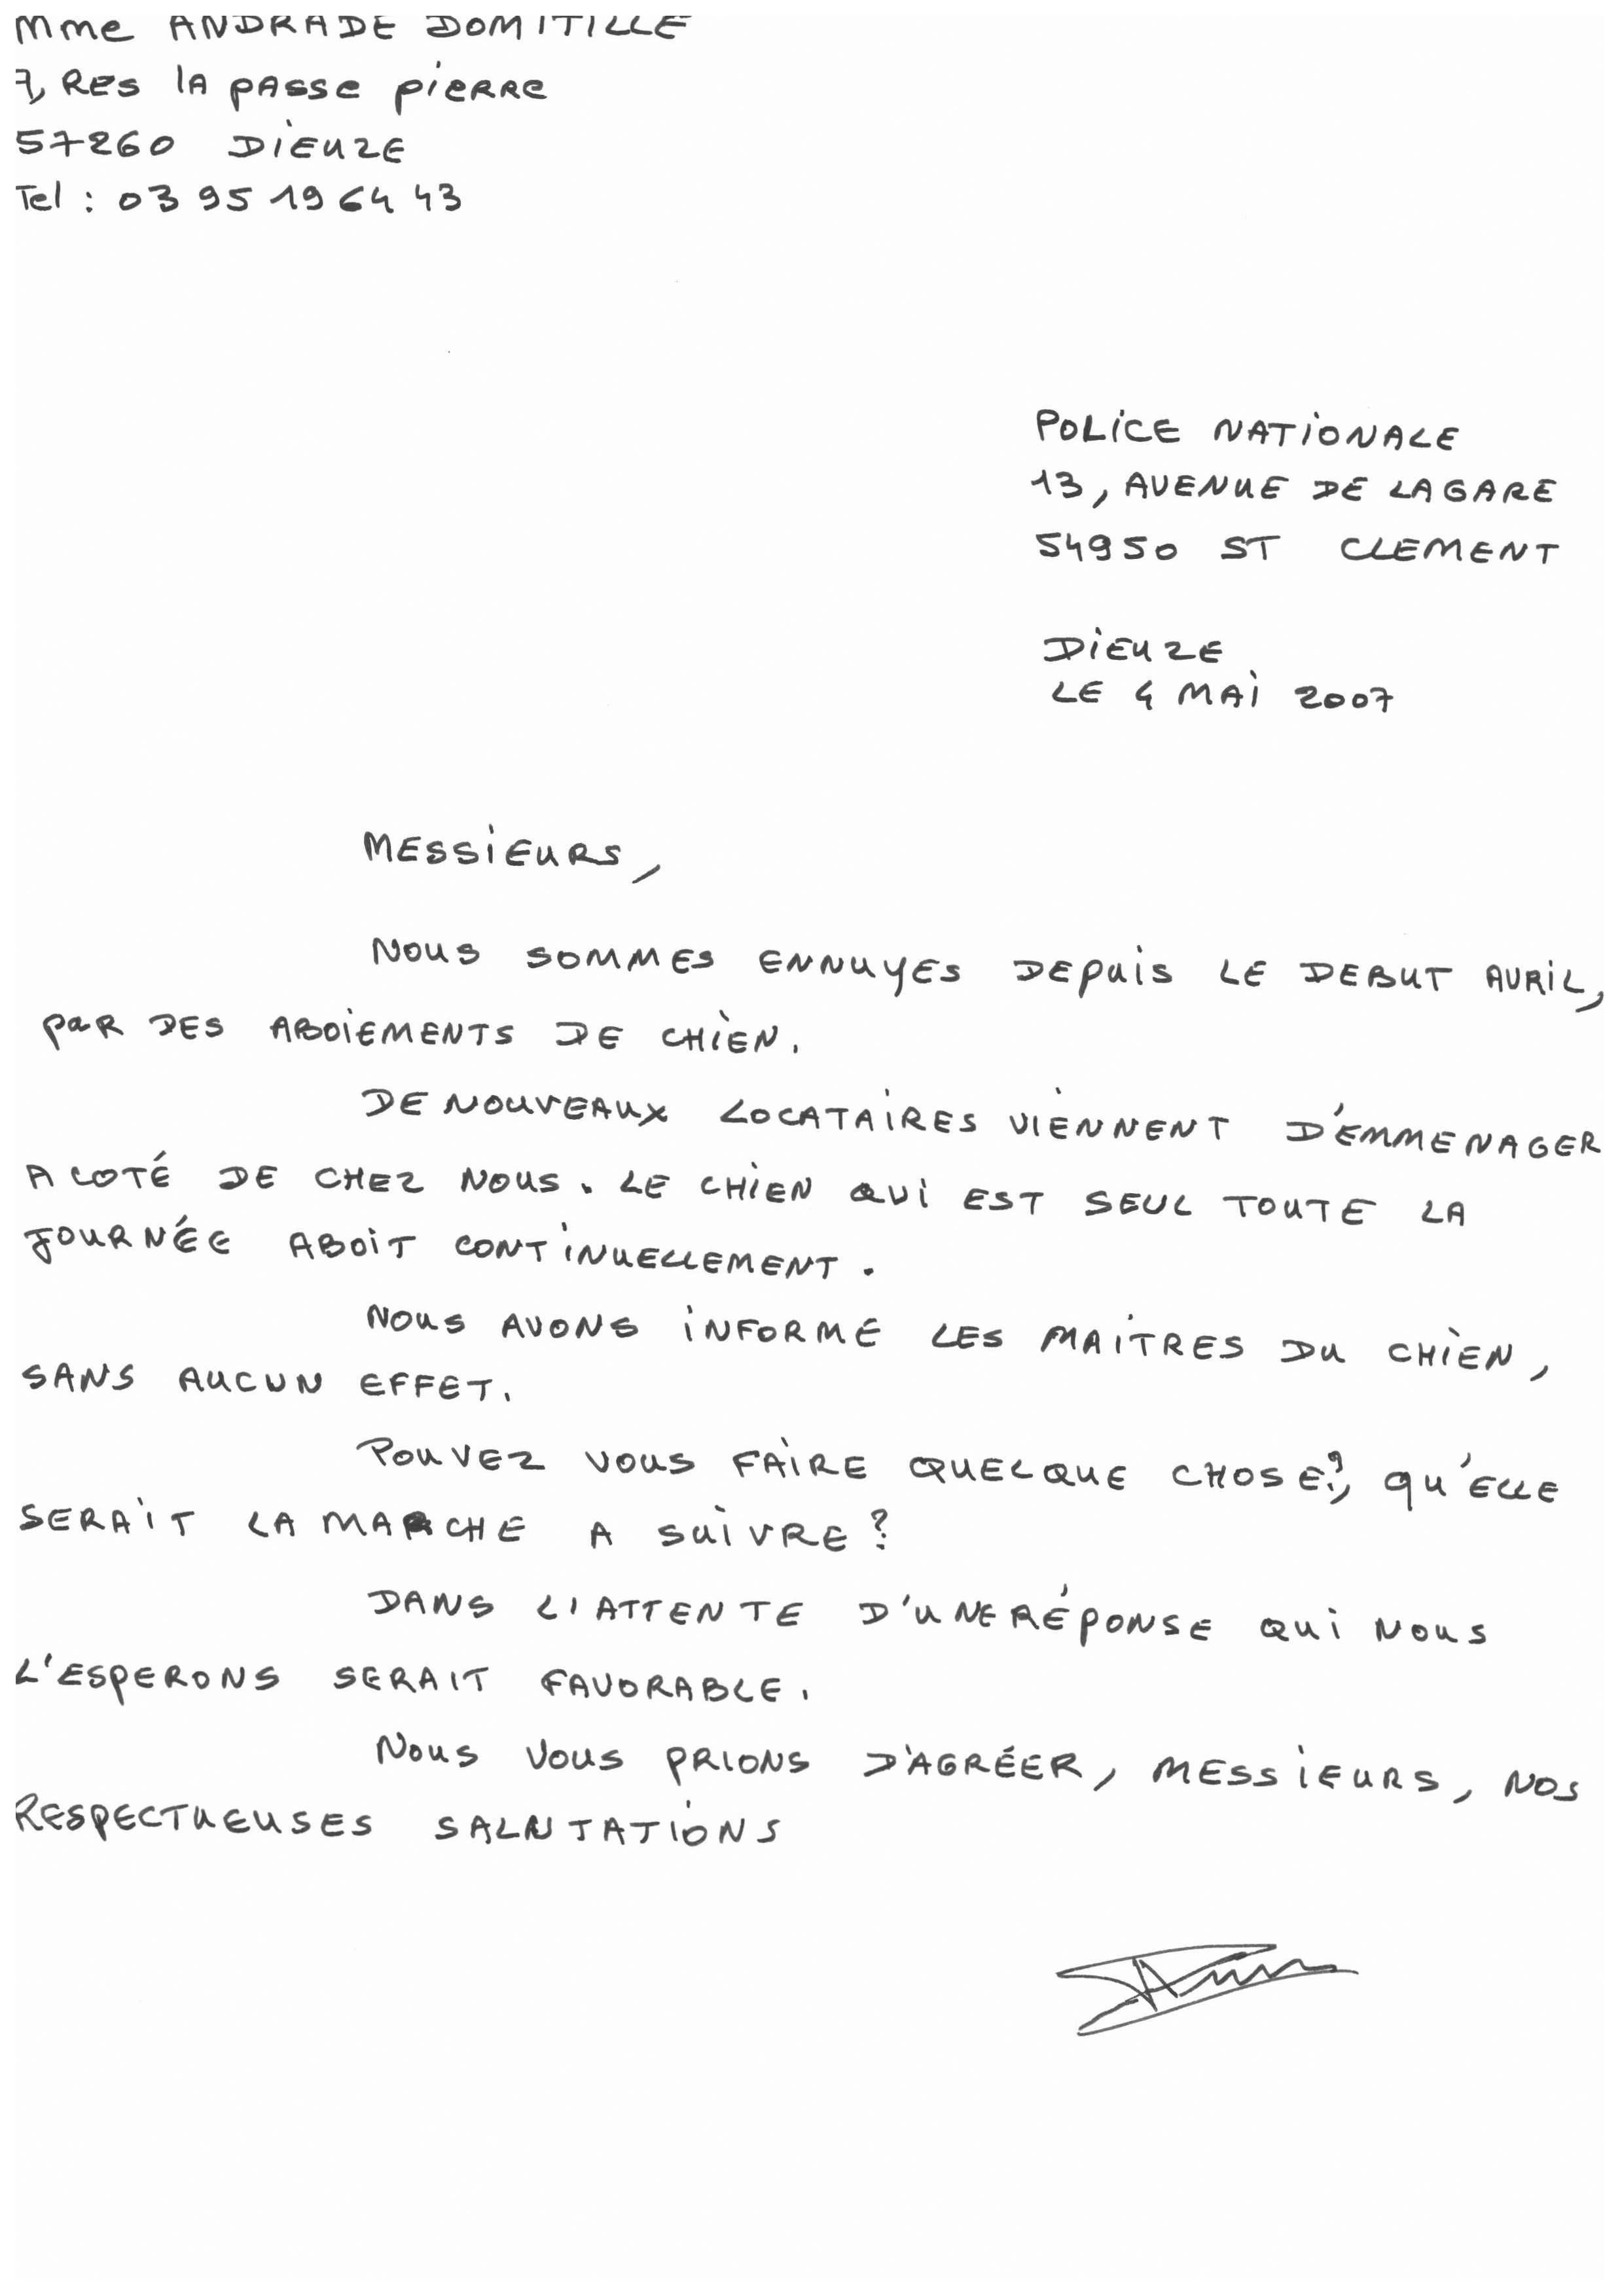 Mme ANDRADE DOMITILLE
7, RES lA pAsse pierre
57260 DIEUZE
Tel : 03 95 19 64 43
POLICE NATIONALE
13, AVENUE DE LA GARE
54950 ST CLEMENT
DIEUZE
LE 4 MAI 2007
MESSIEURS,
NOUS SOMMES ENNUYES DEPUIS LE DEBUT AVRIL,
PAR DES ABOIEMENTS DE CHIEN.
DE NOUVEAUX LOCATAIRES VIENNENT D'EMMENAGER
A COTÉ DE CHEZ NOUS. LE CHIEN QUI EST SEUL TOUTE LA
JOURNÉE ABOIT CONTINUELLEMENT.
NOUS AVONS INFORME LES MAITRES DU CHIEN,
SANS AUCUN EFFET.
POUVEZ VOUS FAIRE QUELQUE CHOSE?, QU'ELLE
SERAIT LA MARCHE A SUIVRE?
DANS L'ATTENTE D'UNE RÉPONSE QUI NOUS
L'ESPERONS SERAIT FAVORABLE.
NOUS VOUS PRIONS D'AGRÉER, MESSIEURS, NOS
RESPECTUEUSES SALUTATIONS